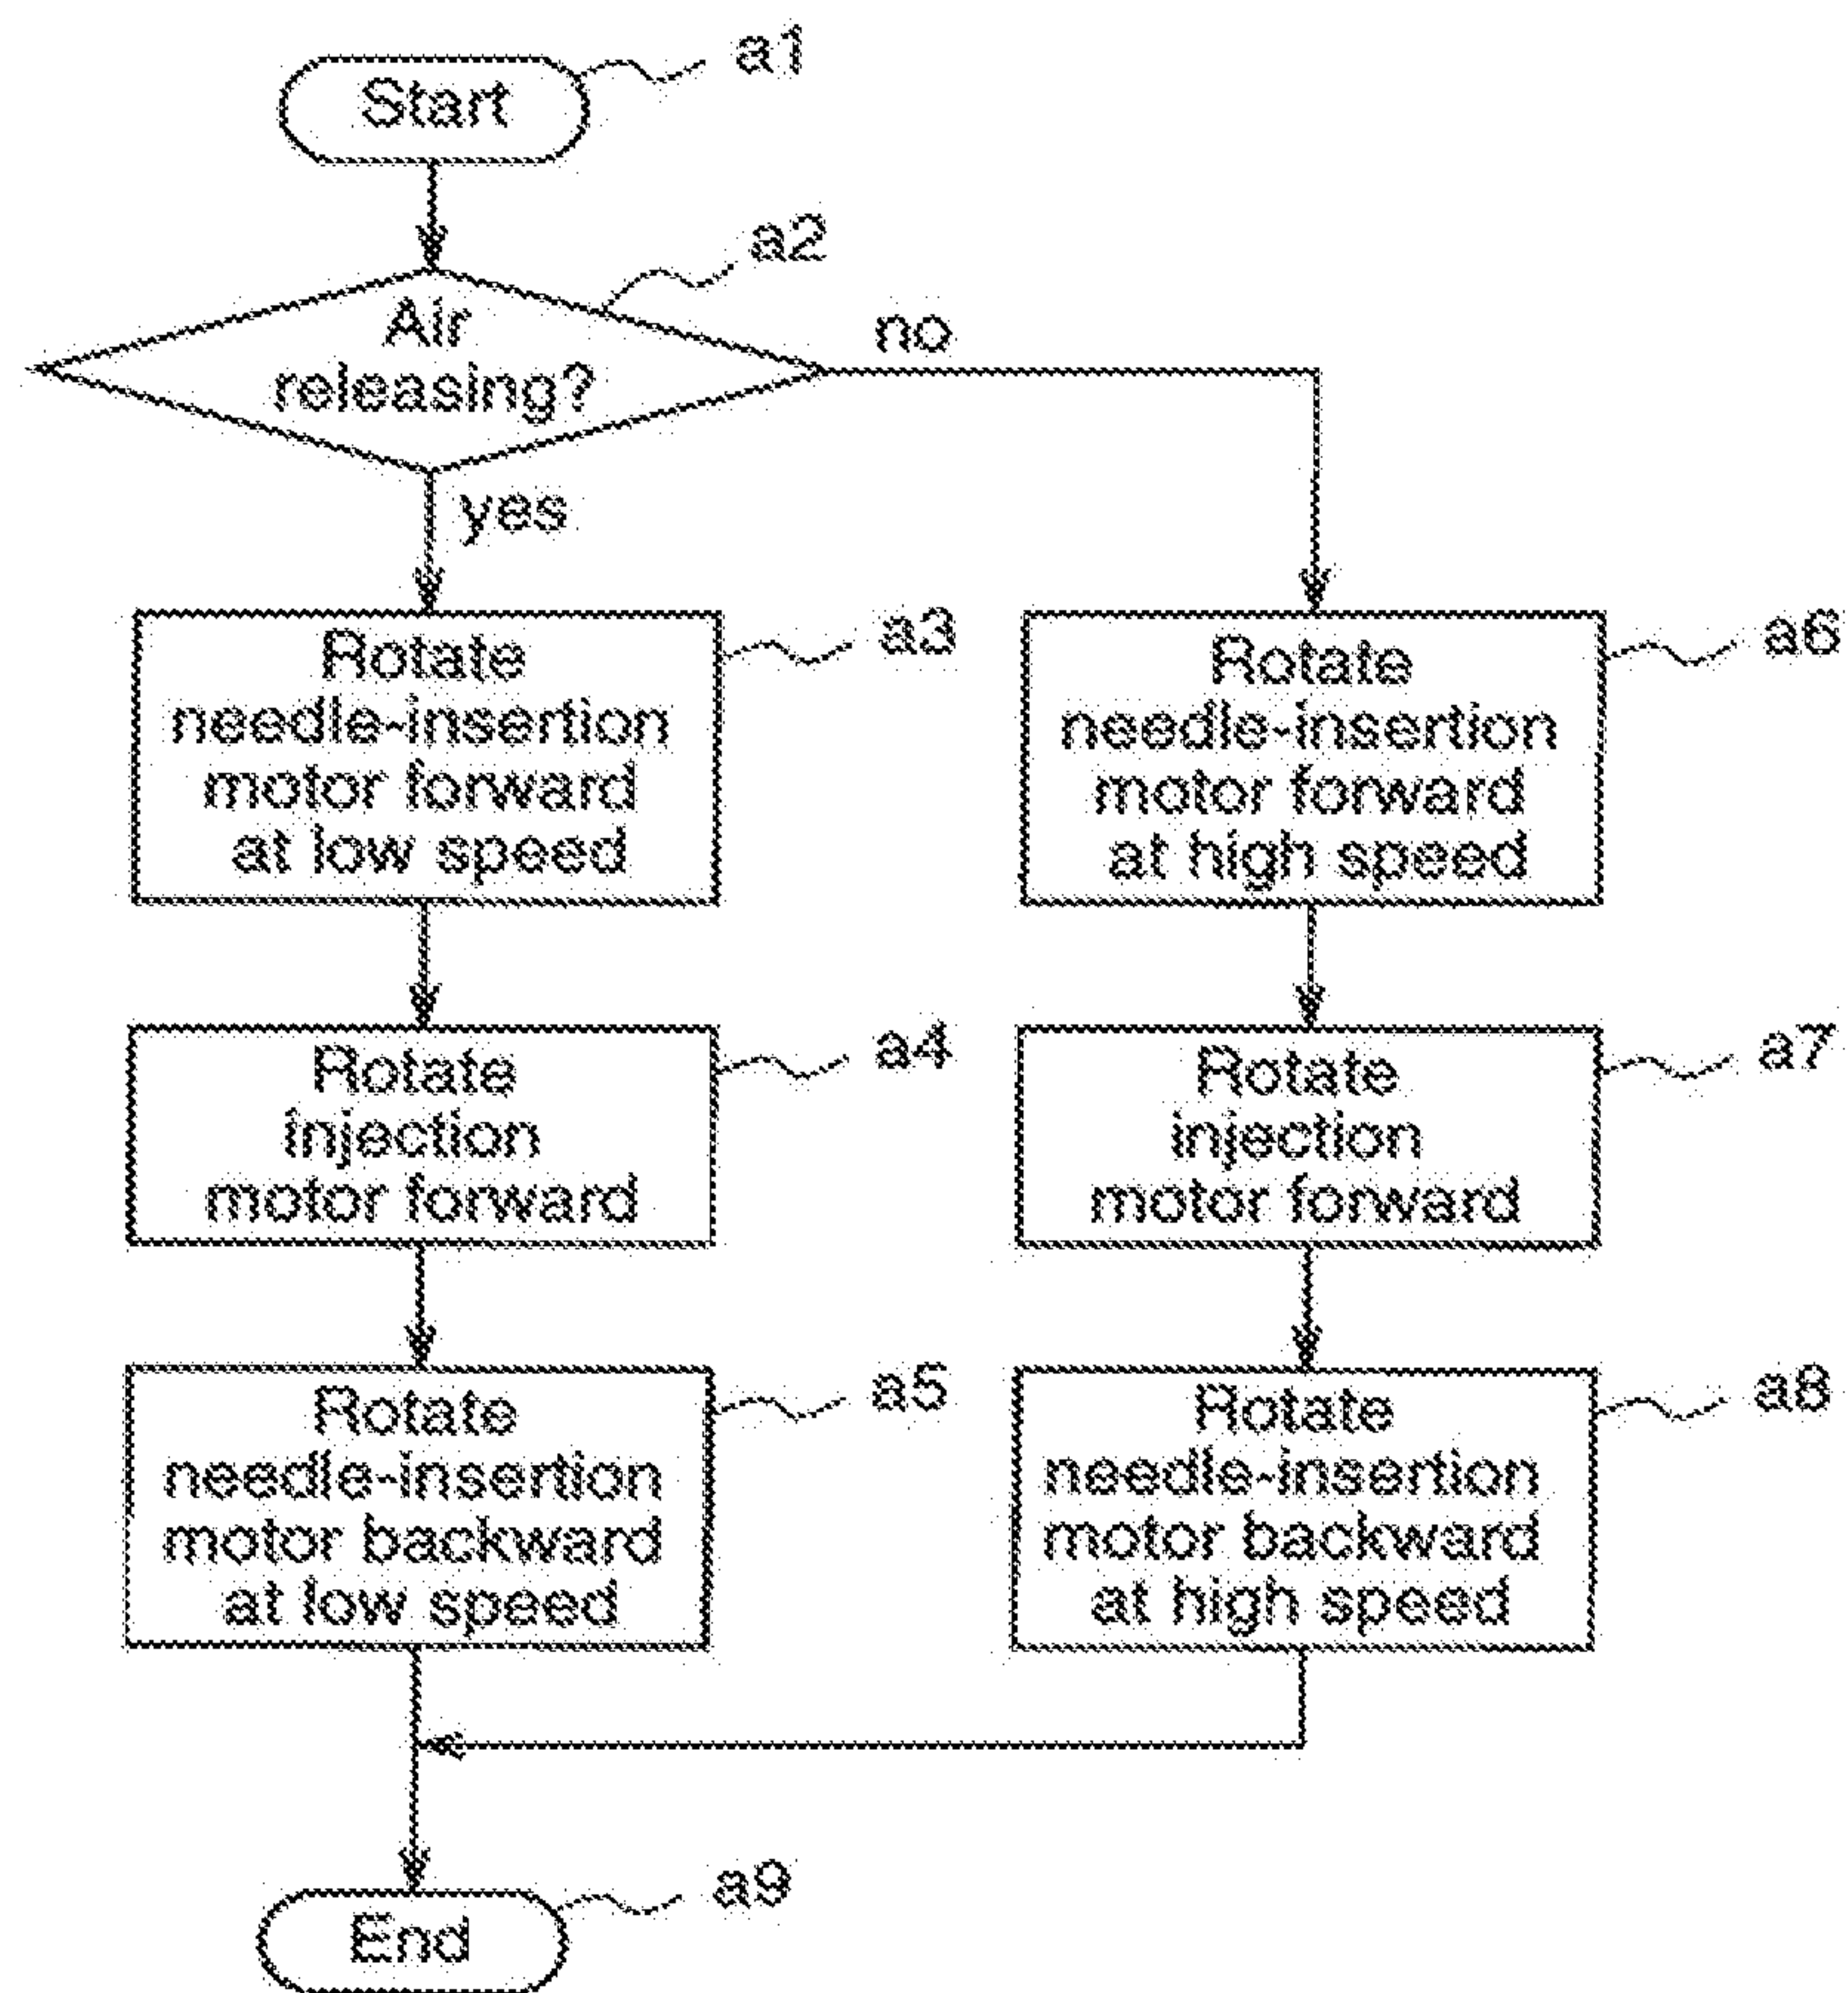 Start
a1
Air
releasing?
a2
no
yes
Rotate
needle-insertion
motor forward
at low speed
a3
Rotate
needle-insertion
motor forward
at high speed
a6
Rotate
injection
motor forward
a4
Rotate
injection
motor forward
a7
Rotate
needle-insertion
motor backward
at low speed
a5
Rotate
needle-insertion
motor backward
at high speed
a8
End
a9